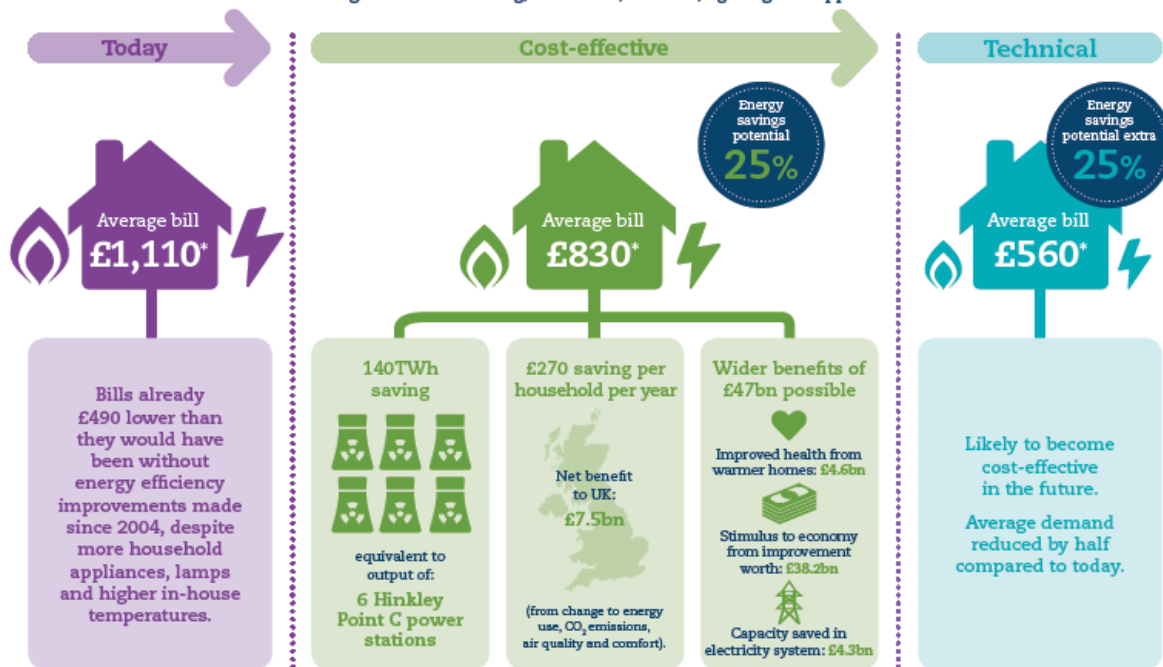 Today
Cost-effective
Technical
Average bill
£1,110*
Energy
savings
potential
25%
Average bill
£830*
Energy
savings
potential extra
25%
Average bill
£560*
Bills already
£490 lower than
they would have
been without
energy efficiency
improvements made
since 2004, despite
more household
appliances, lamps
and higher in-house
temperatures.
140TWh
saving
equivalent to
output of:
6 Hinkley
Point C power
stations
£270 saving per
household per year
Net benefit
to UK:
£7.5bn
(from change to energy
use, CO₂ emissions,
air quality and comfort).
Wider benefits of
£47bn possible
Improved health from
warmer homes: £4.6bn
Stimulus to economy
from improvement
worth: £38.2bn
Capacity saved in
electricity system: £4.3bn
Likely to become
cost-effective
in the future.
Average demand
reduced by half
compared to today.